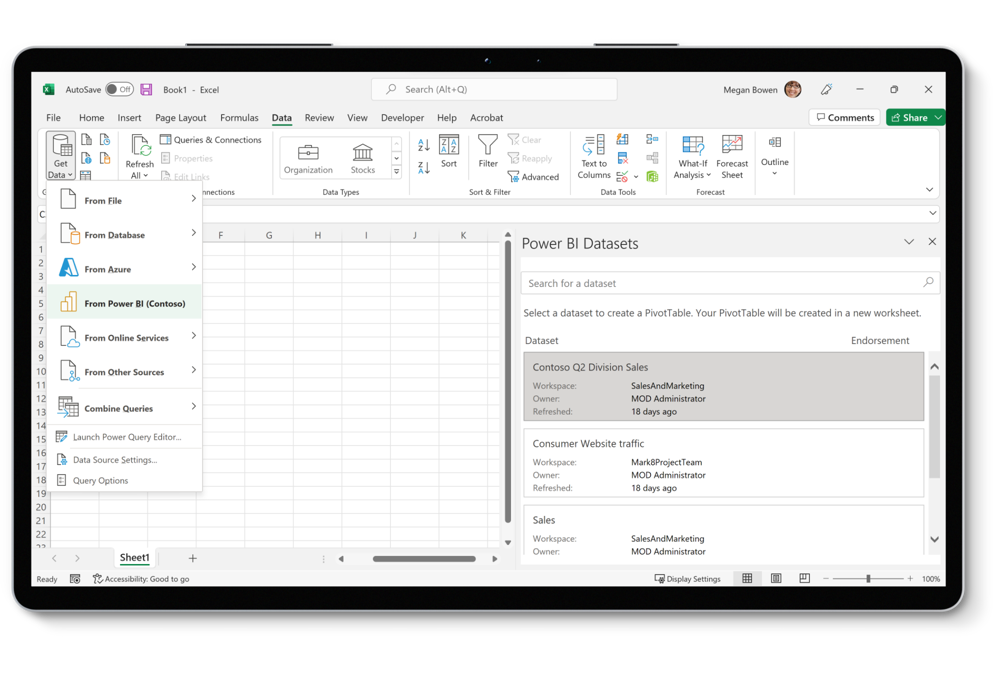 AutoSave Off Book1 - Excel Search (Alt+Q) Megan Bowen
File Home Insert Page Layout Formulas Data Review View Developer Help Acrobat Comments Share
Get Data
Refresh All
Queries & Connections
Properties
Edit Links
Organization Stocks
Data Types
Sort
Filter
Clear
Reapply
Advanced
Sort & Filter
Text to Columns
Data Tools
What-If Analysis
Forecast Sheet
Forecast
Outline
From File
From Database
From Azure
From Power BI (Contoso)
From Online Services
From Other Sources
Combine Queries
Launch Power Query Editor...
Data Source Settings...
Query Options
F G H I J K
1
2
3
4
5
6
7
8
9
10
11
12
13
14
15
16
17
18
19
20
21
22
Power BI Datasets
Search for a dataset
Select a dataset to create a PivotTable. Your PivotTable will be created in a new worksheet.
Dataset Endorsement
Contoso Q2 Division Sales
Workspace: SalesAndMarketing
Owner: MOD Administrator
Refreshed: 18 days ago
Consumer Website traffic
Workspace: Mark8ProjectTeam
Owner: MOD Administrator
Refreshed: 18 days ago
Sales
Workspace: SalesAndMarketing
Owner: MOD Administrator
Sheet1
Ready Accessibility: Good to go Display Settings 100%